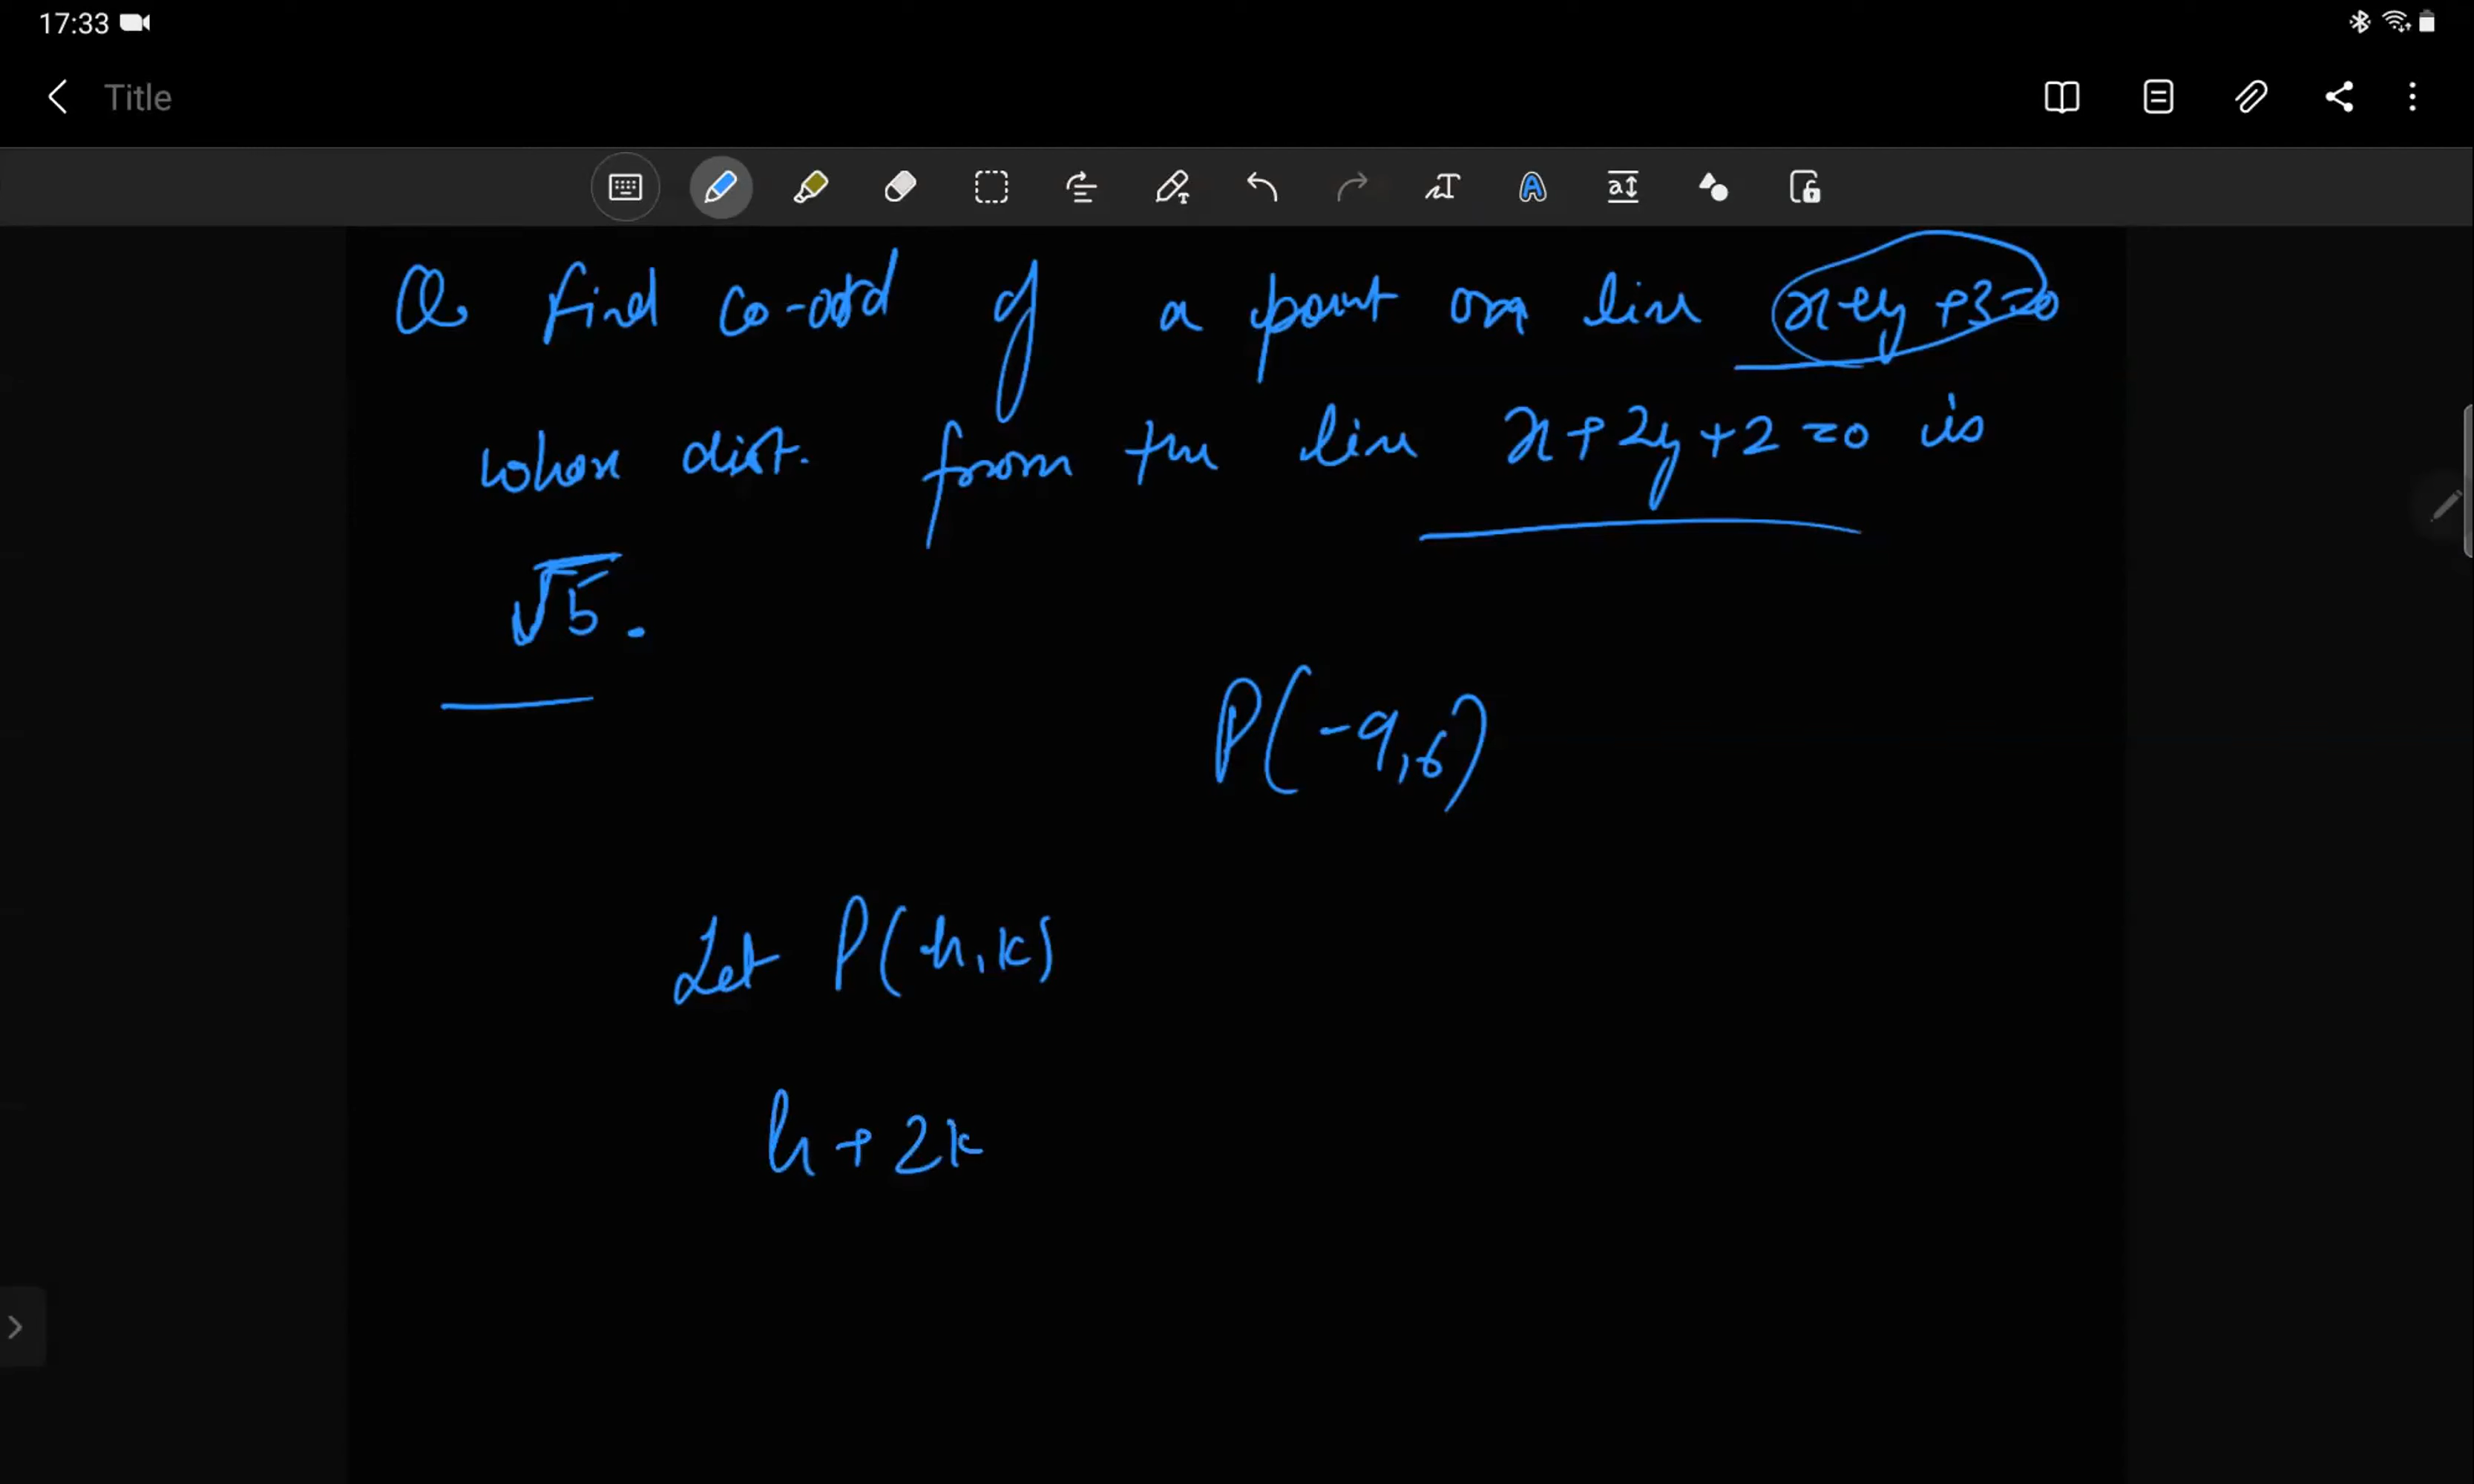 17:33
Title
Q. Find co-ord of a point on line x+y+3=0
whose dist. from the line x+2y+2=0 is
√5.
P(-9,6)
Let P(h,k)
h+2k